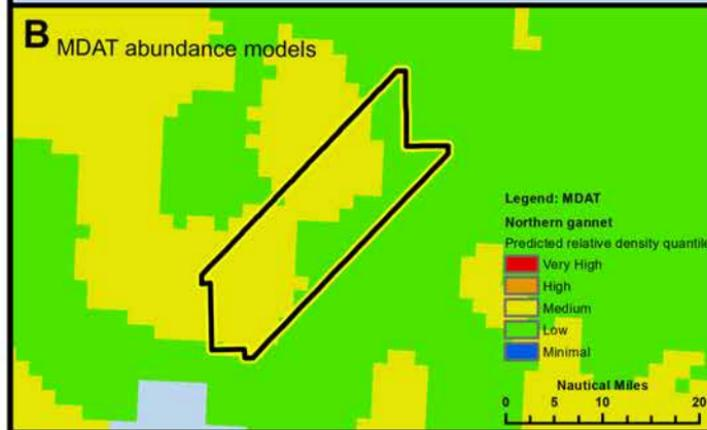 B MDAT abundance models
Legend: MDAT
Northern gannet
Predicted relative density quantile
Very High
High
Medium
Low
Minimal
Nautical Miles
0 5 10 20